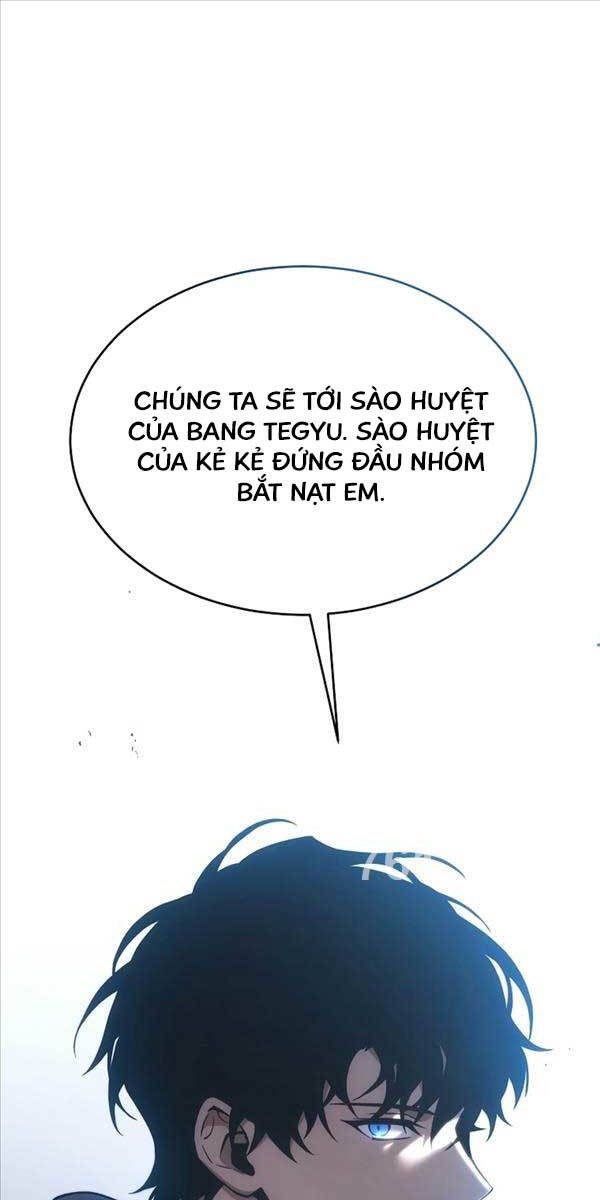 CHÚNG TA SẼ TỚI SÀO HUYỆT
CỦA BANG TEGYU. SÀO HUYỆT
CỦA KẺ KẺ ĐỨNG ĐẦU NHÓM
BẮT NẠT EM.